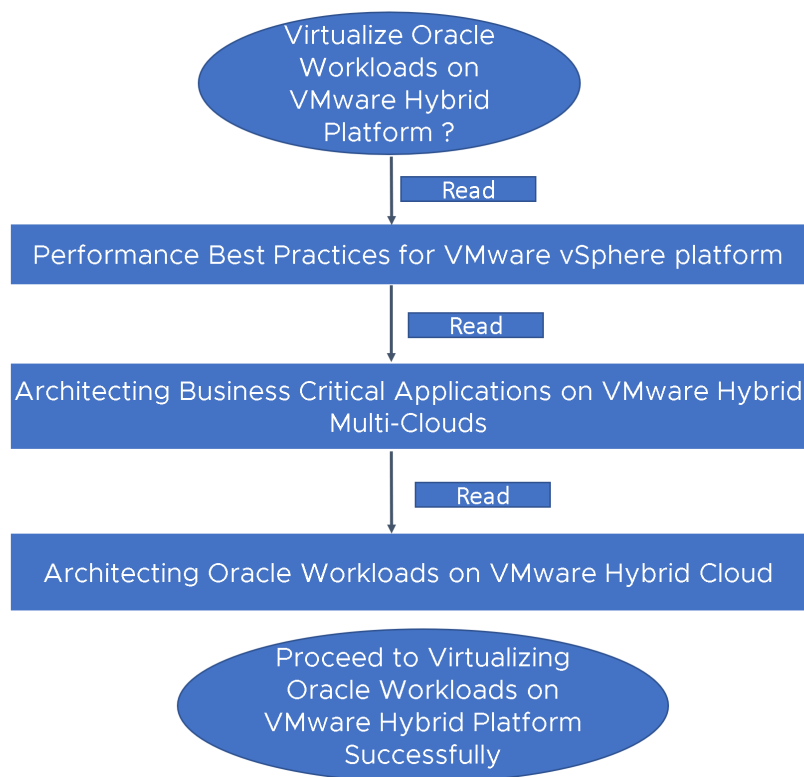 Virtualize Oracle
Workloads on
VMware Hybrid
Platform ?
Read
Performance Best Practices for VMware vSphere platform
Read
Architecting Business Critical Applications on VMware Hybrid
Multi-Clouds
Read
Architecting Oracle Workloads on VMware Hybrid Cloud
Proceed to Virtualizing
Oracle Workloads on
VMware Hybrid Platform
Successfully